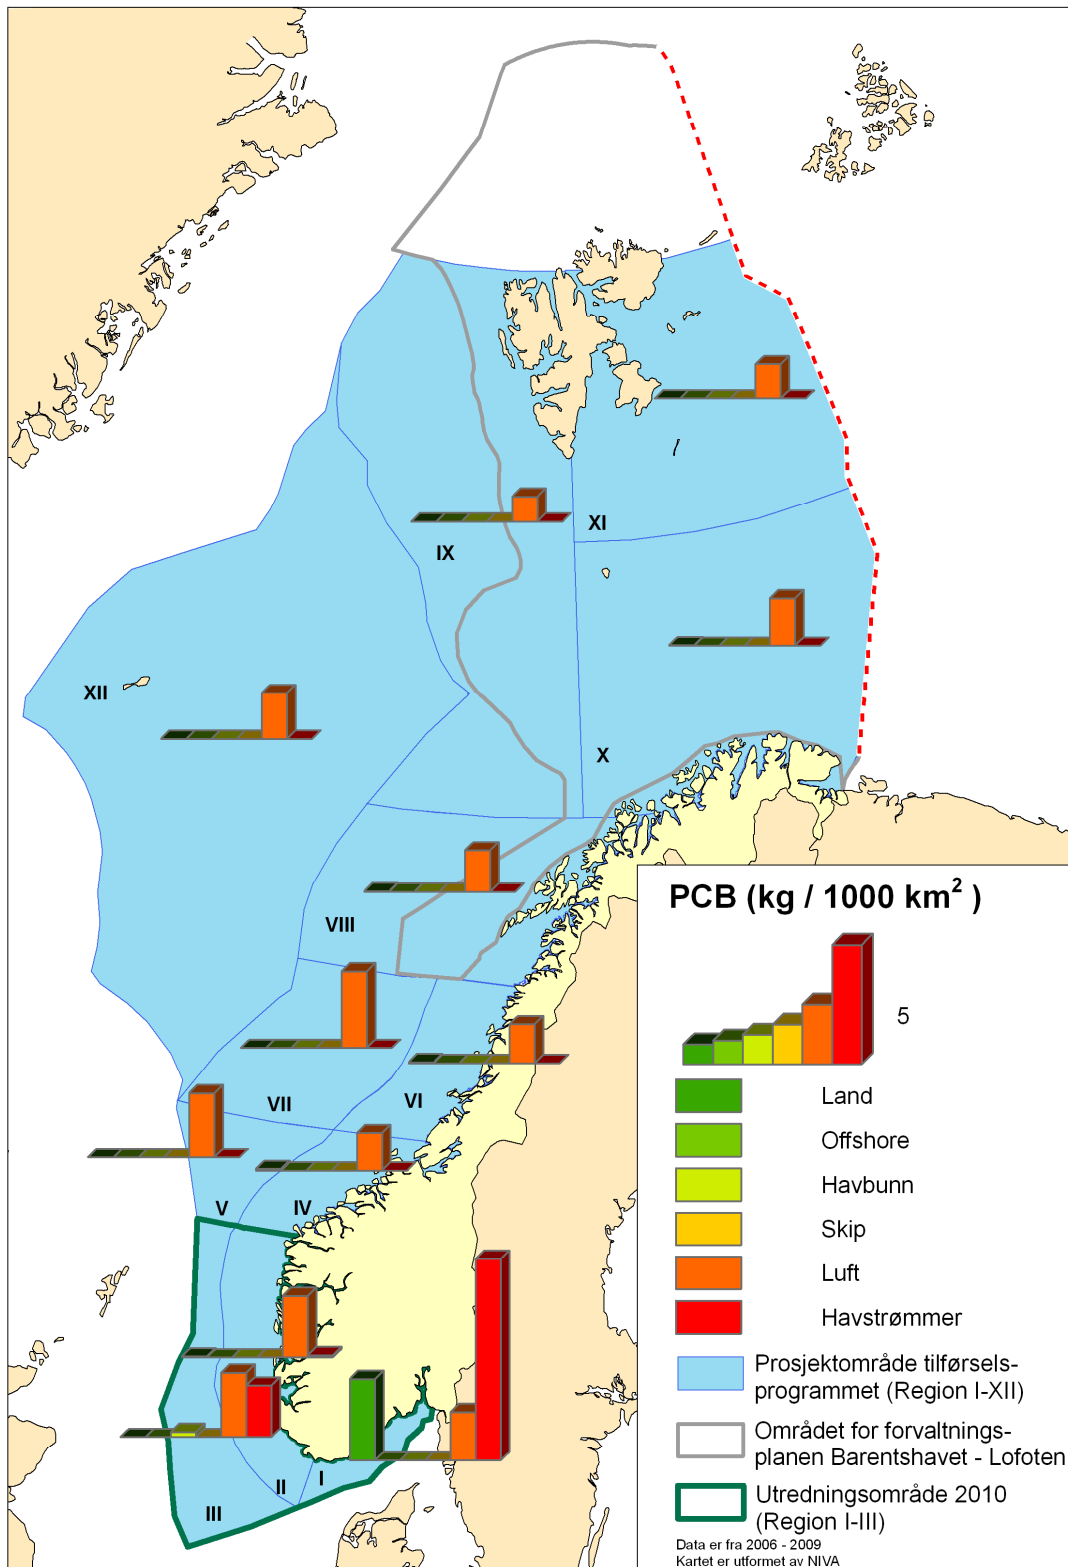 XI
IX
XII
X
VIII
VII
VI
V
IV
III
II
I
PCB (kg / 1000 km² )
5
Land
Offshore
Havbunn
Skip
Luft
Havstrømmer
Prosjektområde tilførsels-
programmet (Region I-XII)
Området for forvaltnings-
planen Barentshavet - Lofoten
Utredningsområde 2010
(Region I-III)
Data er fra 2006 - 2009
Kartet er utformet av NIVA